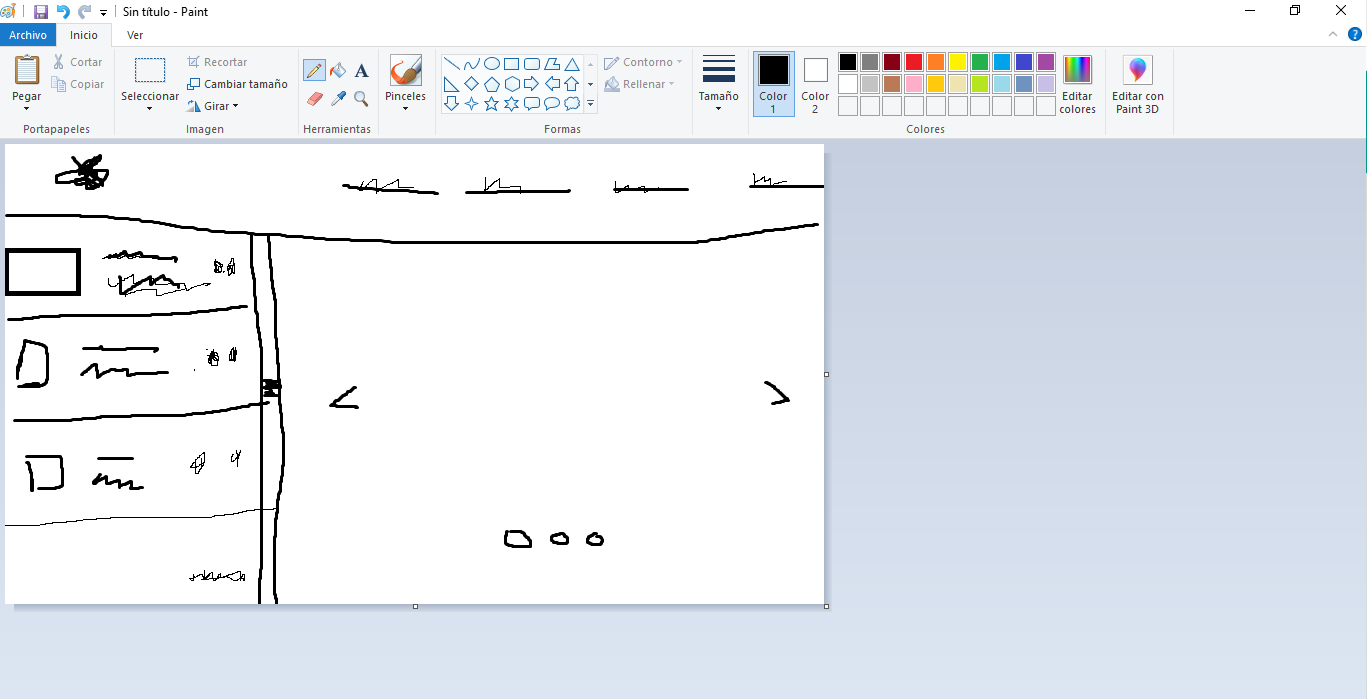 Sin título - Paint
Archivo Inicio Ver
Pegar
Cortar
Copiar
Portapapeles
Seleccionar
Recortar
Cambiar tamaño
Girar
Imagen
A
Herramientas
Pinceles
Contorno
Rellenar
Formas
Tamaño
Color
1
Color
2
Editar
colores
Colores
Editar con
Paint 3D
?